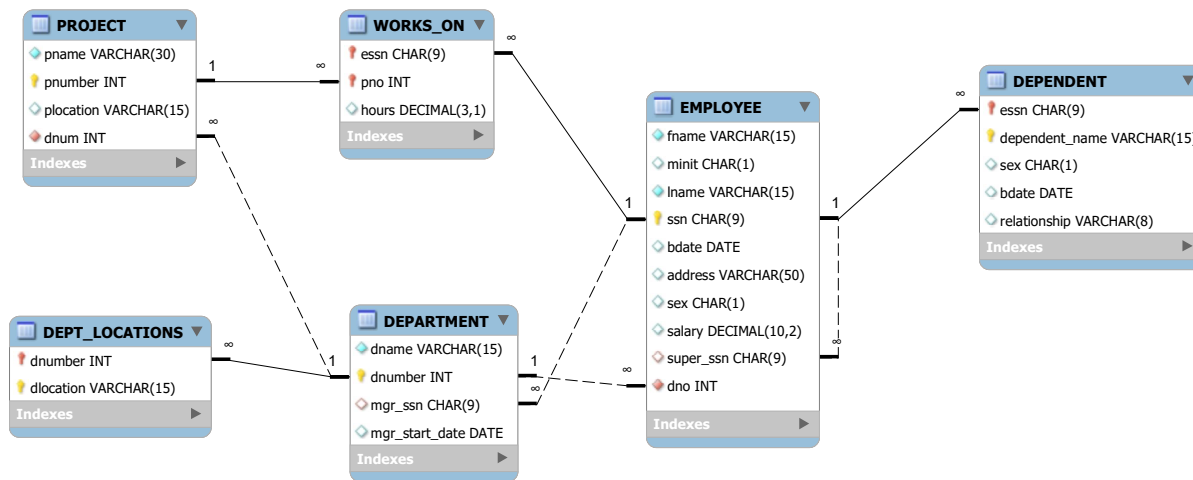 PROJECT
pname VARCHAR(30)
pnumber INT
plocation VARCHAR(15)
dnum INT
Indexes
1
∞
∞
WORKS_ON
essn CHAR(9)
pno INT
hours DECIMAL(3,1)
Indexes
∞
EMPLOYEE
fname VARCHAR(15)
minit CHAR(1)
lname VARCHAR(15)
ssn CHAR(9)
bdate DATE
address VARCHAR(50)
sex CHAR(1)
salary DECIMAL(10,2)
super_ssn CHAR(9)
dno INT
Indexes
1
1
∞
∞
DEPENDENT
essn CHAR(9)
dependent_name VARCHAR(15)
sex CHAR(1)
bdate DATE
relationship VARCHAR(8)
Indexes
∞
DEPT_LOCATIONS
dnumber INT
dlocation VARCHAR(15)
Indexes
∞
1
DEPARTMENT
dname VARCHAR(15)
dnumber INT
mgr_ssn CHAR(9)
mgr_start_date DATE
Indexes
1
∞